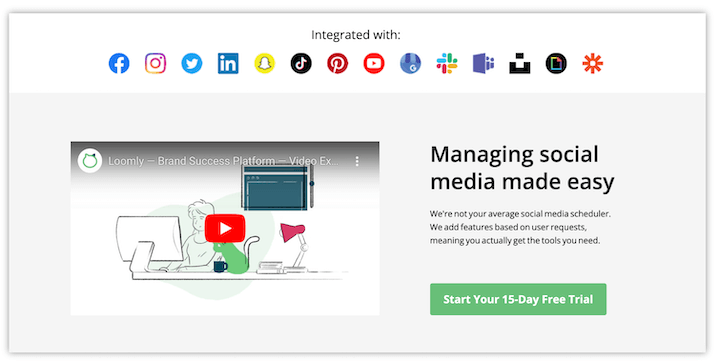 Integrated with:
Loomly — Brand Success Platform — Video Ex...
Managing social
media made easy
We're not your average social media scheduler.
We add features based on user requests,
meaning you actually get the tools you need.
Start Your 15-Day Free Trial